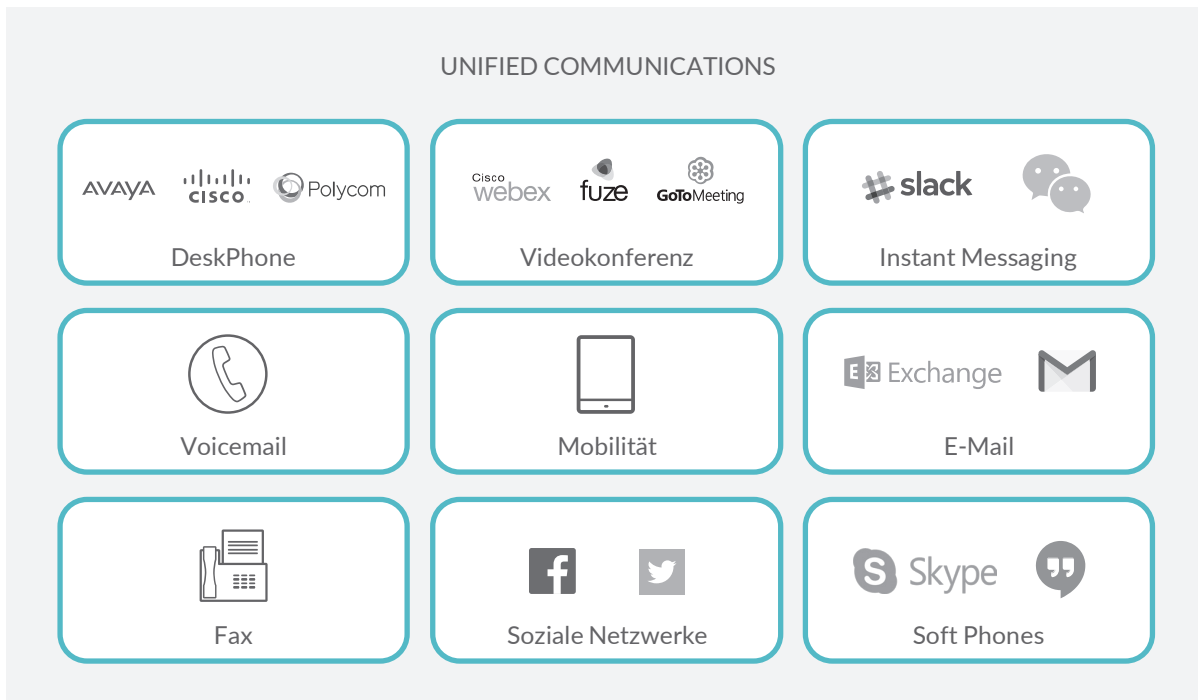 UNIFIED COMMUNICATIONS
AVAYA
CISCO
Polycom
DeskPhone
Cisco
webex
fuze
GoToMeeting
Videokonferenz
slack
Instant Messaging
Voicemail
Mobilität
E Exchange
E-Mail
Fax
f
Soziale Netzwerke
S Skype
Soft Phones